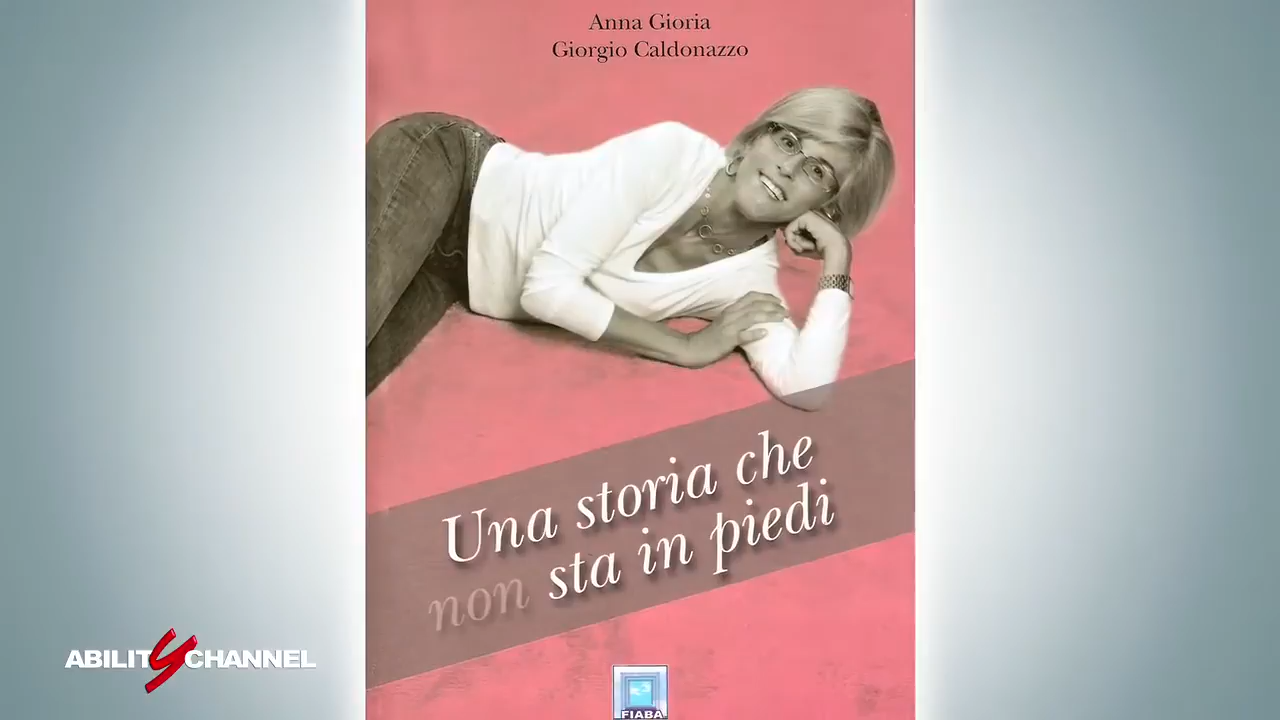 Anna Gioria
Giorgio Caldonazzo
Una storia che
non sta in piedi
ABILITYCHANNEL
FIABA